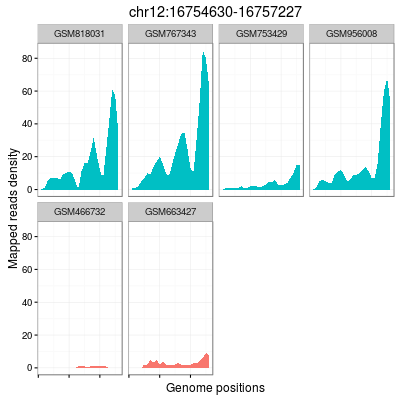 chr12:16754630-16757227
GSM818031 GSM767343 GSM753429 GSM956008
80
60
40
20
0
Mapped reads density
GSM466732 GSM663427
80
60
40
20
0
Genome positions